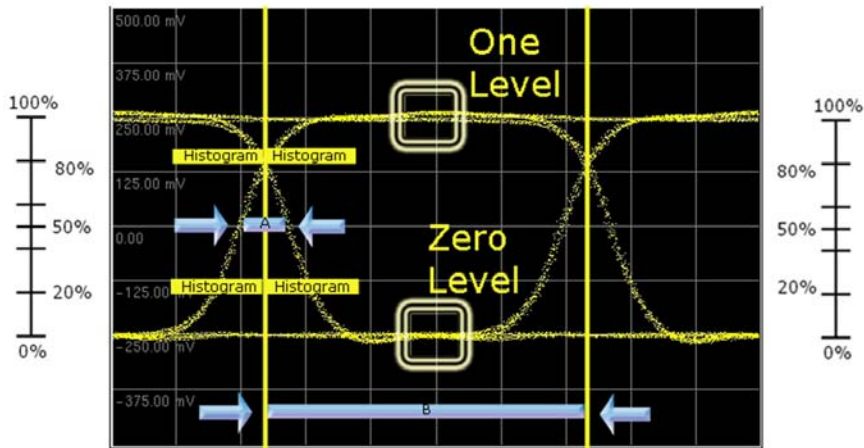 500.00 mV
One
Level
375.00 mV
100%
250.00 mV
100%
Histogram Histogram
80%
125.00 mV
80%
50%
A
0.00
50%
Zero
Level
Histogram Histogram
-125.00 mV
20%
20%
-250.00 mV
0%
0%
-375.00 mV
B